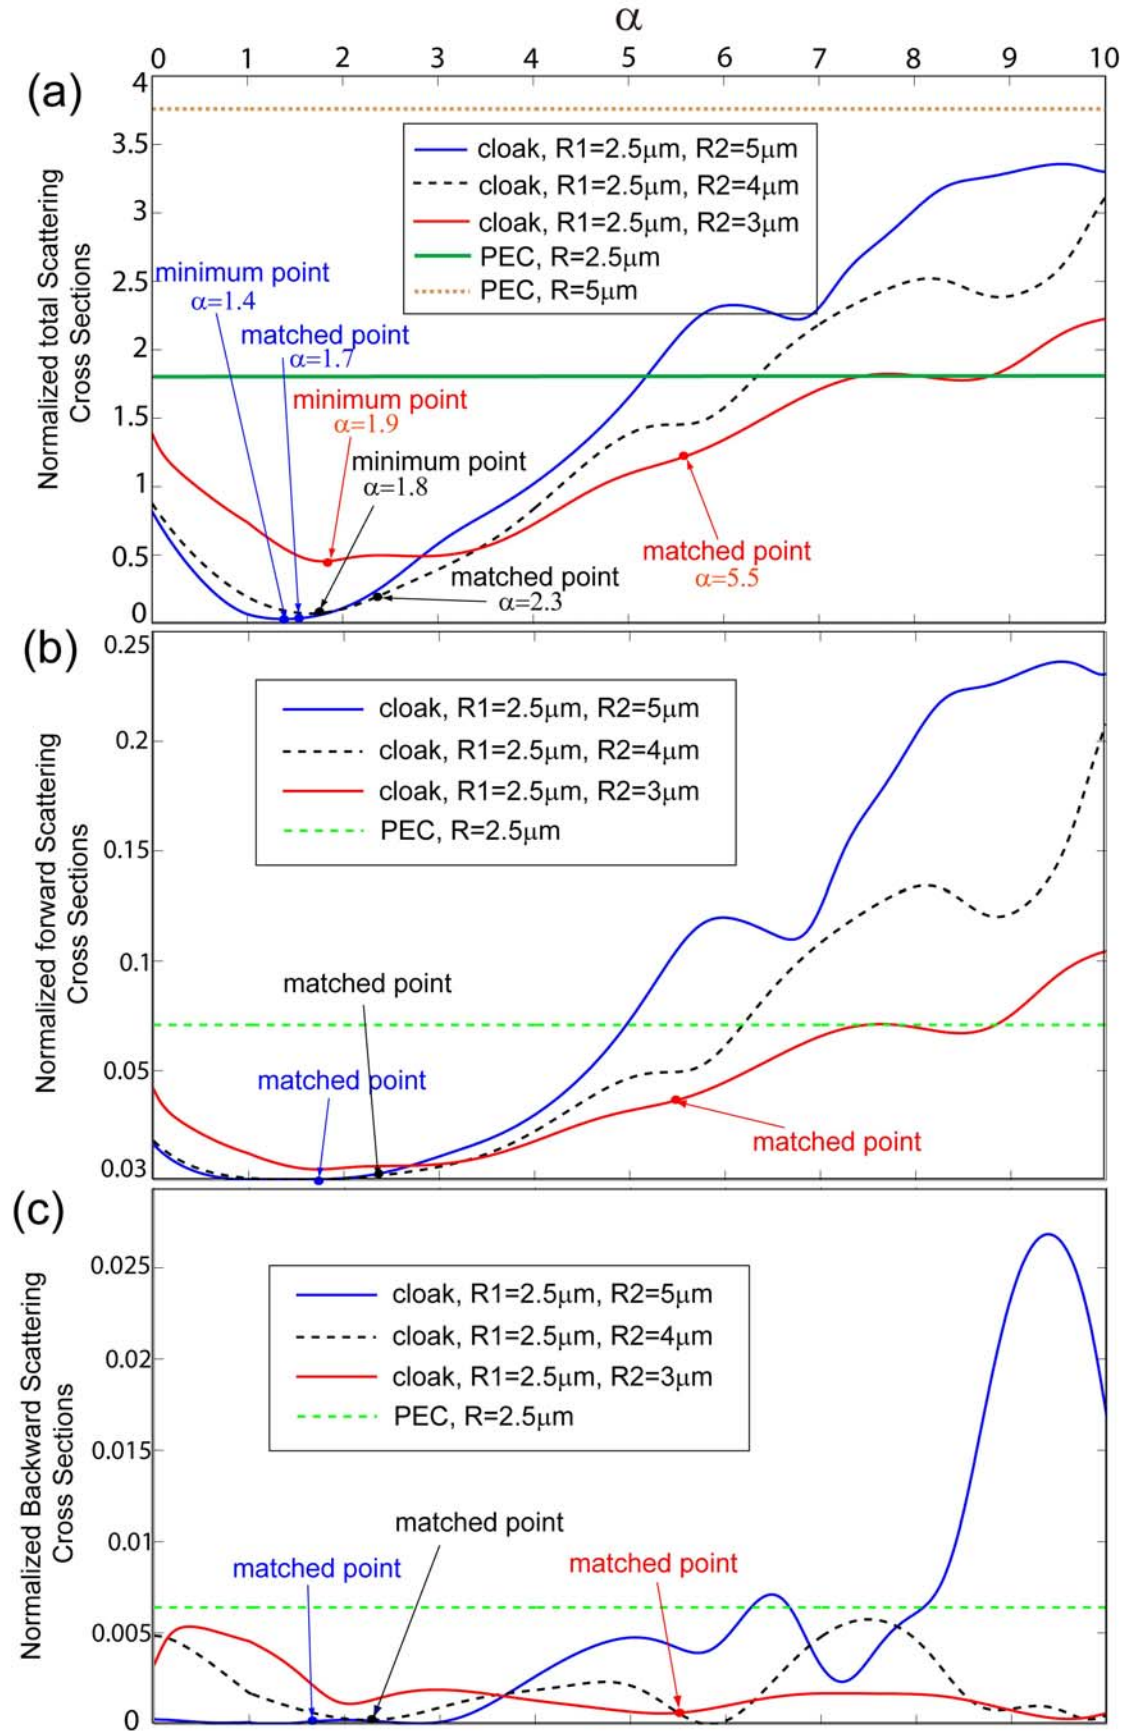 α
0 1 2 3 4 5 6 7 8 9 10
(a)
4
3.5
3
2.5
2
1.5
1
0.5
0
Normalized total Scattering
Cross Sections
cloak, R1=2.5μm, R2=5μm
cloak, R1=2.5μm, R2=4μm
cloak, R1=2.5μm, R2=3μm
PEC, R=2.5μm
PEC, R=5μm
minimum point
α=1.4
matched point
α=1.7
minimum point
α=1.9
minimum point
α=1.8
matched point
α=2.3
matched point
α=5.5
(b)
0.25
0.2
0.15
0.1
0.05
0.03
Normalized forward Scattering
Cross Sections
cloak, R1=2.5μm, R2=5μm
cloak, R1=2.5μm, R2=4μm
cloak, R1=2.5μm, R2=3μm
PEC, R=2.5μm
matched point
matched point
matched point
(c)
0.025
0.02
0.015
0.01
0.005
0
Normalized Backward Scattering
Cross Sections
cloak, R1=2.5μm, R2=5μm
cloak, R1=2.5μm, R2=4μm
cloak, R1=2.5μm, R2=3μm
PEC, R=2.5μm
matched point
matched point
matched point